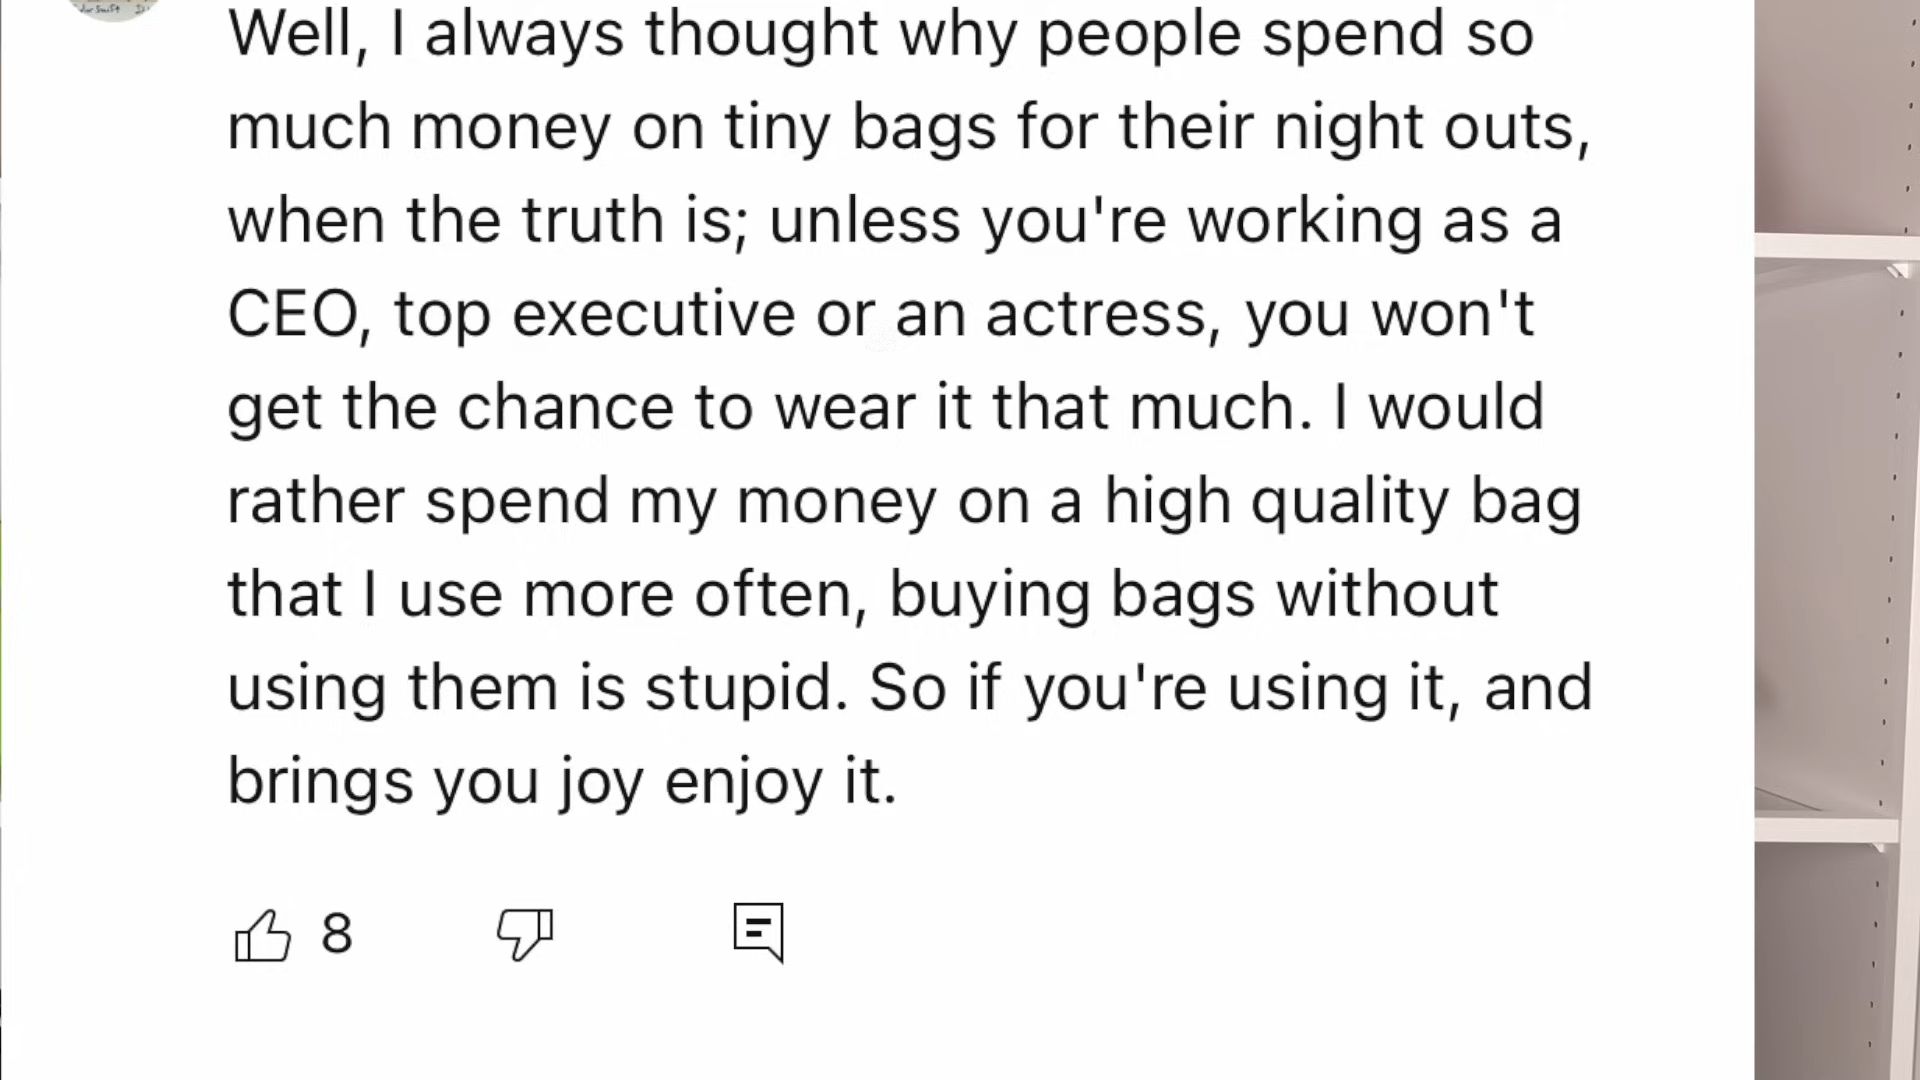 Well, I always thought why people spend so
much money on tiny bags for their night outs,
when the truth is; unless you're working as a
CEO, top executive or an actress, you won't
get the chance to wear it that much. I would
rather spend my money on a high quality bag
that I use more often, buying bags without
using them is stupid. So if you're using it, and
brings you joy enjoy it.
8